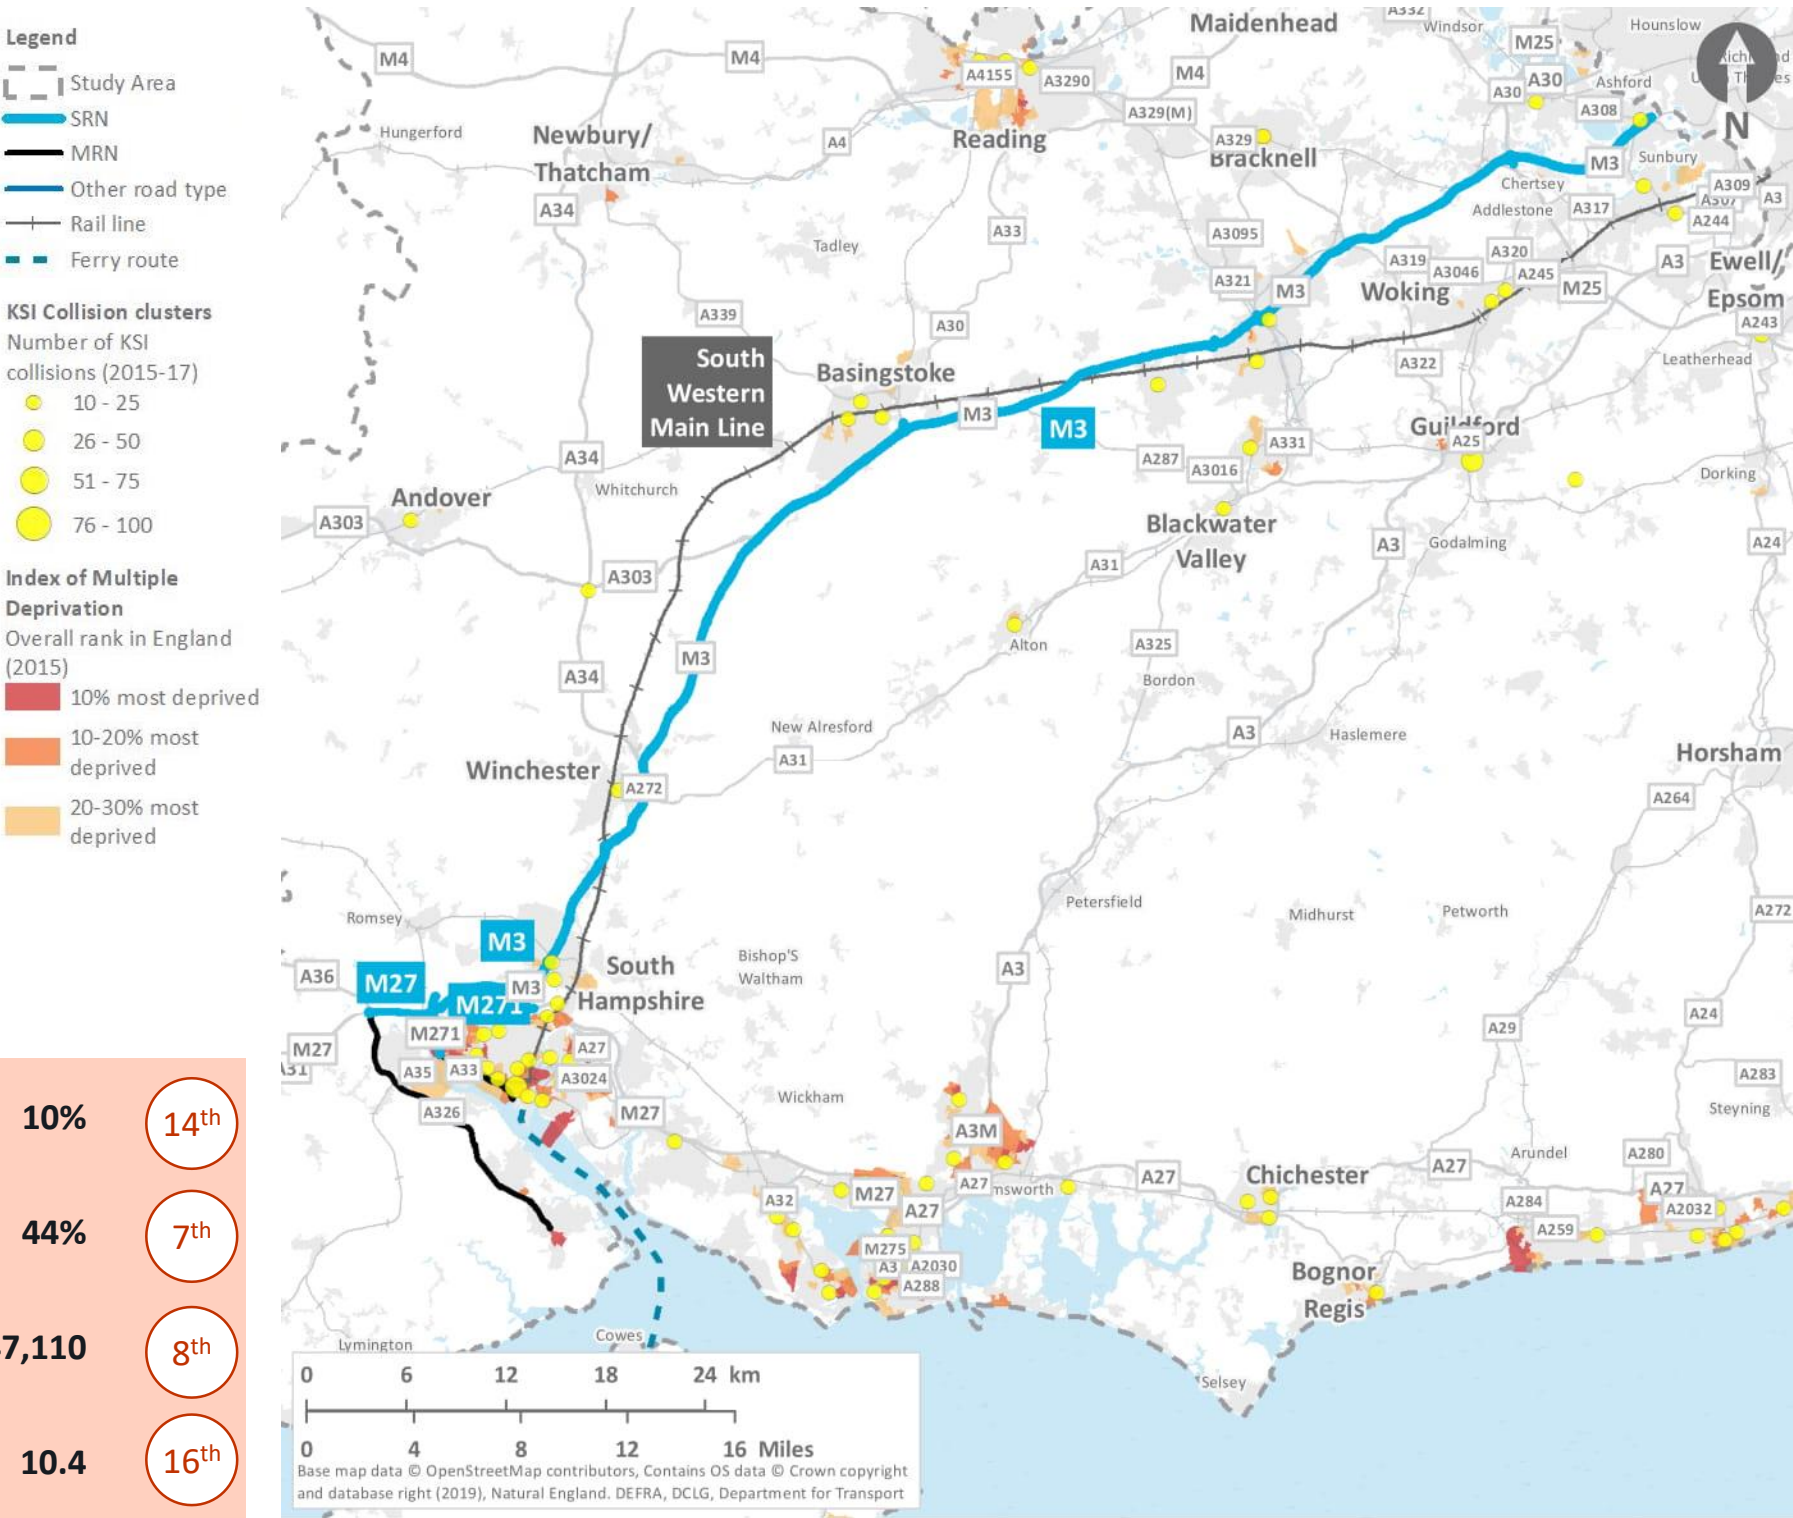 Legend
Study Area
SRN
MRN
Other road type
Rail line
Ferry route
KSI Collision clusters
Number of KSI
collisions (2015-17)
10 - 25
26 - 50
51 - 75
76 - 100
Index of Multiple
Deprivation
Overall rank in England
(2015)
10% most deprived
10-20% most
deprived
20-30% most
deprived
10% 14th
44% 7th
7,110 8th
10.4 16th
Maidenhead
A332
Windsor
Hounslow
M4
M4
M4
M25
N
A4155
A3290
A30
A30
Ashford
A308
A329(M)
Hungerford
Newbury/
Thatcham
A4
Reading
A329
Bracknell
M3
Sunbury
Chertsey
A309
A307
A3
Addlestone
A317
A244
A34
A33
Tadley
A3095
A320
A319
A3046
A245
A3
Ewell/
Epsom
A321
M3
Woking
M25
A243
A339
A30
South
Western
Main Line
Basingstoke
A322
Leatherhead
M3
M3
Guildford
A25
A331
A287
A3016
Dorking
A34
Whitchurch
Andover
A303
Blackwater
Valley
A3
Godalming
A24
A31
A303
Alton
A325
Bordon
M3
A34
New Alresford
A31
A3
Haslemere
Horsham
Winchester
A272
A264
Petersfield
Midhurst
Petworth
A272
Romsey
M3
South
Hampshire
Bishop'S
Waltham
A3
A36
M27
M3
M271
A24
A29
M271
M27
A31
A27
A35
A33
A3024
A283
Steyning
A326
M27
Wickham
A3M
Arundel
A280
A27
Chichester
A27
A27
msworth
A32
M27
A27
A284
A27
A2032
A259
M275
A3
A2030
A288
Bognor
Regis
Lymington
Cowes
Selsey
0 6 12 18 24 km
0 4 8 12 16 Miles
Base map data © OpenStreetMap contributors, Contains OS data © Crown copyright
and database right (2019), Natural England. DEFRA, DCLG, Department for Transport